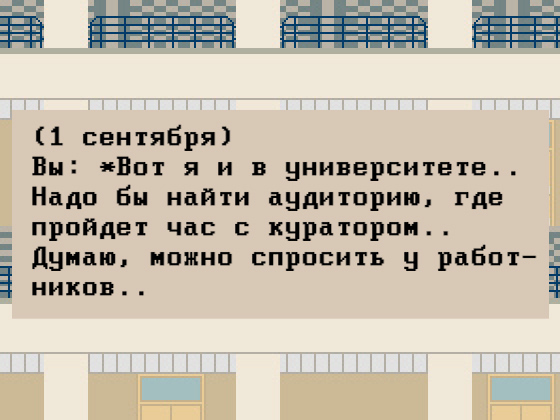 (1 сентября)
Вы: *Вот я и в университете..
Надо бы найти аудиторию, где
пройдет час с куратором..
Думаю, можно спросить у работ-
ников..